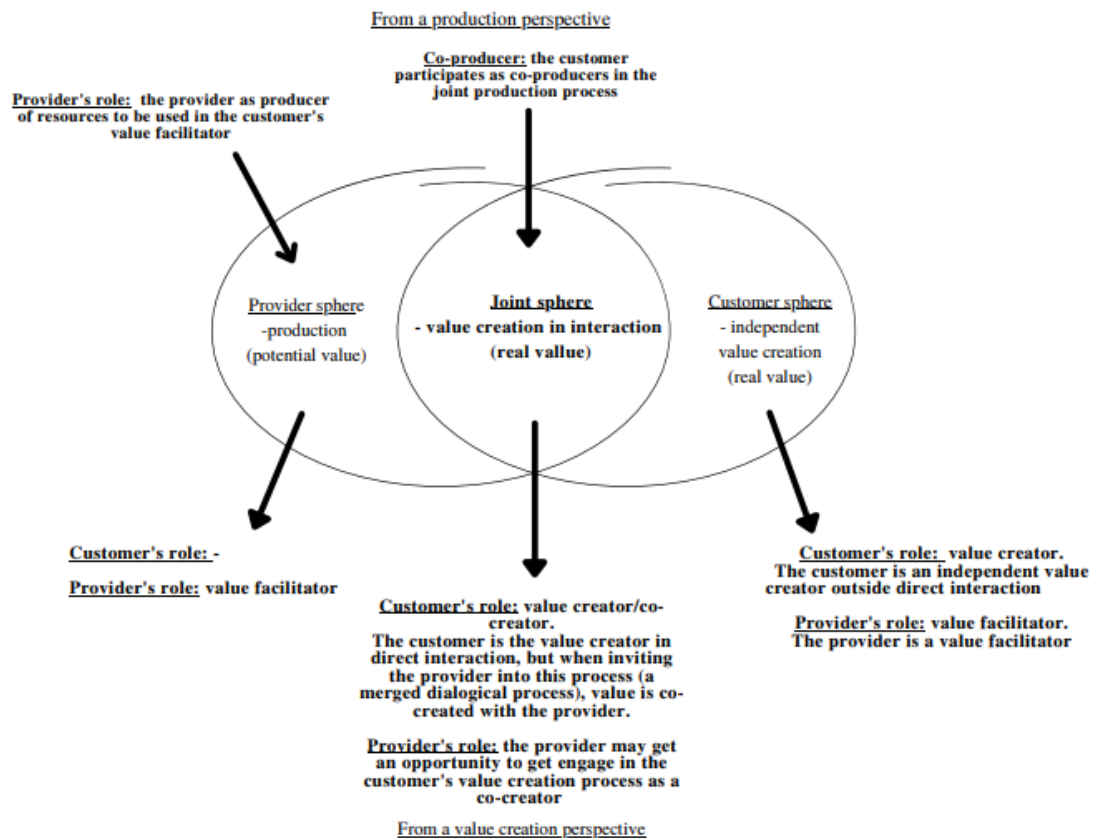 From a production perspective
Co-producer: the customer
participates as co-producers in the
joint production process
Provider's role: the provider as producer
of resources to be used in the customer's
value facilitator
Provider sphere
-production
(potential value)
Joint sphere
- value creation in interaction
(real vallue)
Customer sphere
- independent
value creation
(real value)
Customer's role: -
Provider's role: value facilitator
Customer's role: value creator/co-
creator.
The customer is the value creator in
direct interaction, but when inviting
the provider into this process (a
merged dialogical process), value is co-
created with the provider.
Provider's role: the provider may get
an opportunity to get engage in the
customer's value creation process as a
co-creator
Customer's role: value creator.
The customer is an independent value
creator outside direct interaction
Provider's role: value facilitator.
The provider is a value facilitator
From a value creation perspective